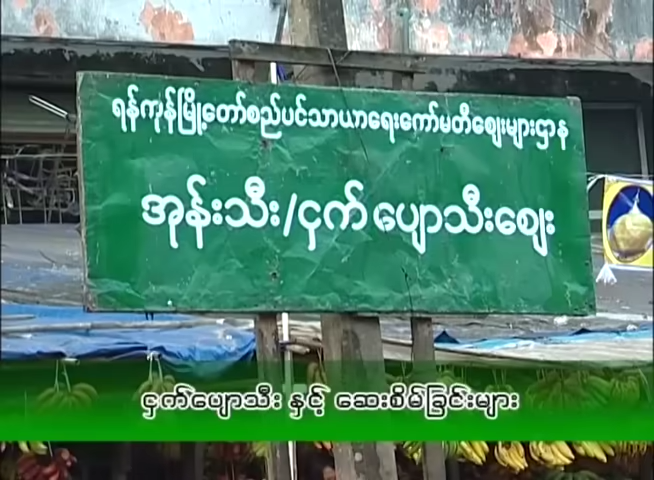 ရန်ကုန်မြို့တော်စည်ပင်သာယာရေးကော်မတီဈေးများဌာန
အုန်းသီး/ငှက်ပျောသီးဈေး
ငှက်ပျောသီး နှင့် ဆေးစိမ်ခြင်းများ